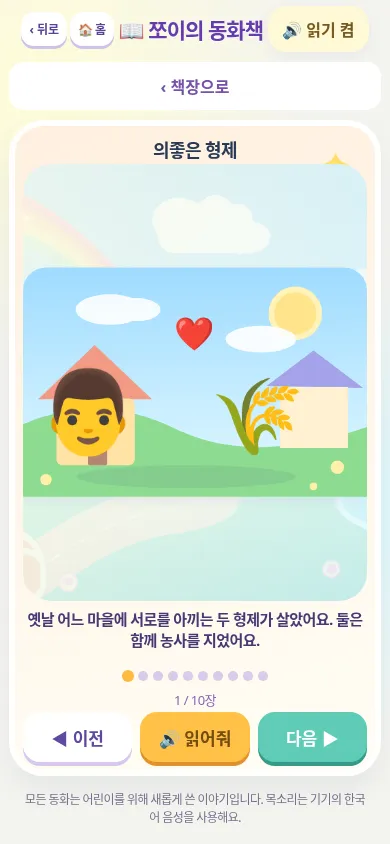 ‹ 뒤로 🏠 홈 📖 쪼이의 동화책 🔊 읽기 켬
‹ 책장으로
의좋은 형제
옛날 어느 마을에 서로를 아끼는 두 형제가 살았어요. 둘은
함께 농사를 지었어요.
1 / 10장
◀ 이전 🔊 읽어줘 다음 ▶
모든 동화는 어린이를 위해 새롭게 쓴 이야기입니다. 목소리는 기기의 한국
어 음성을 사용해요.